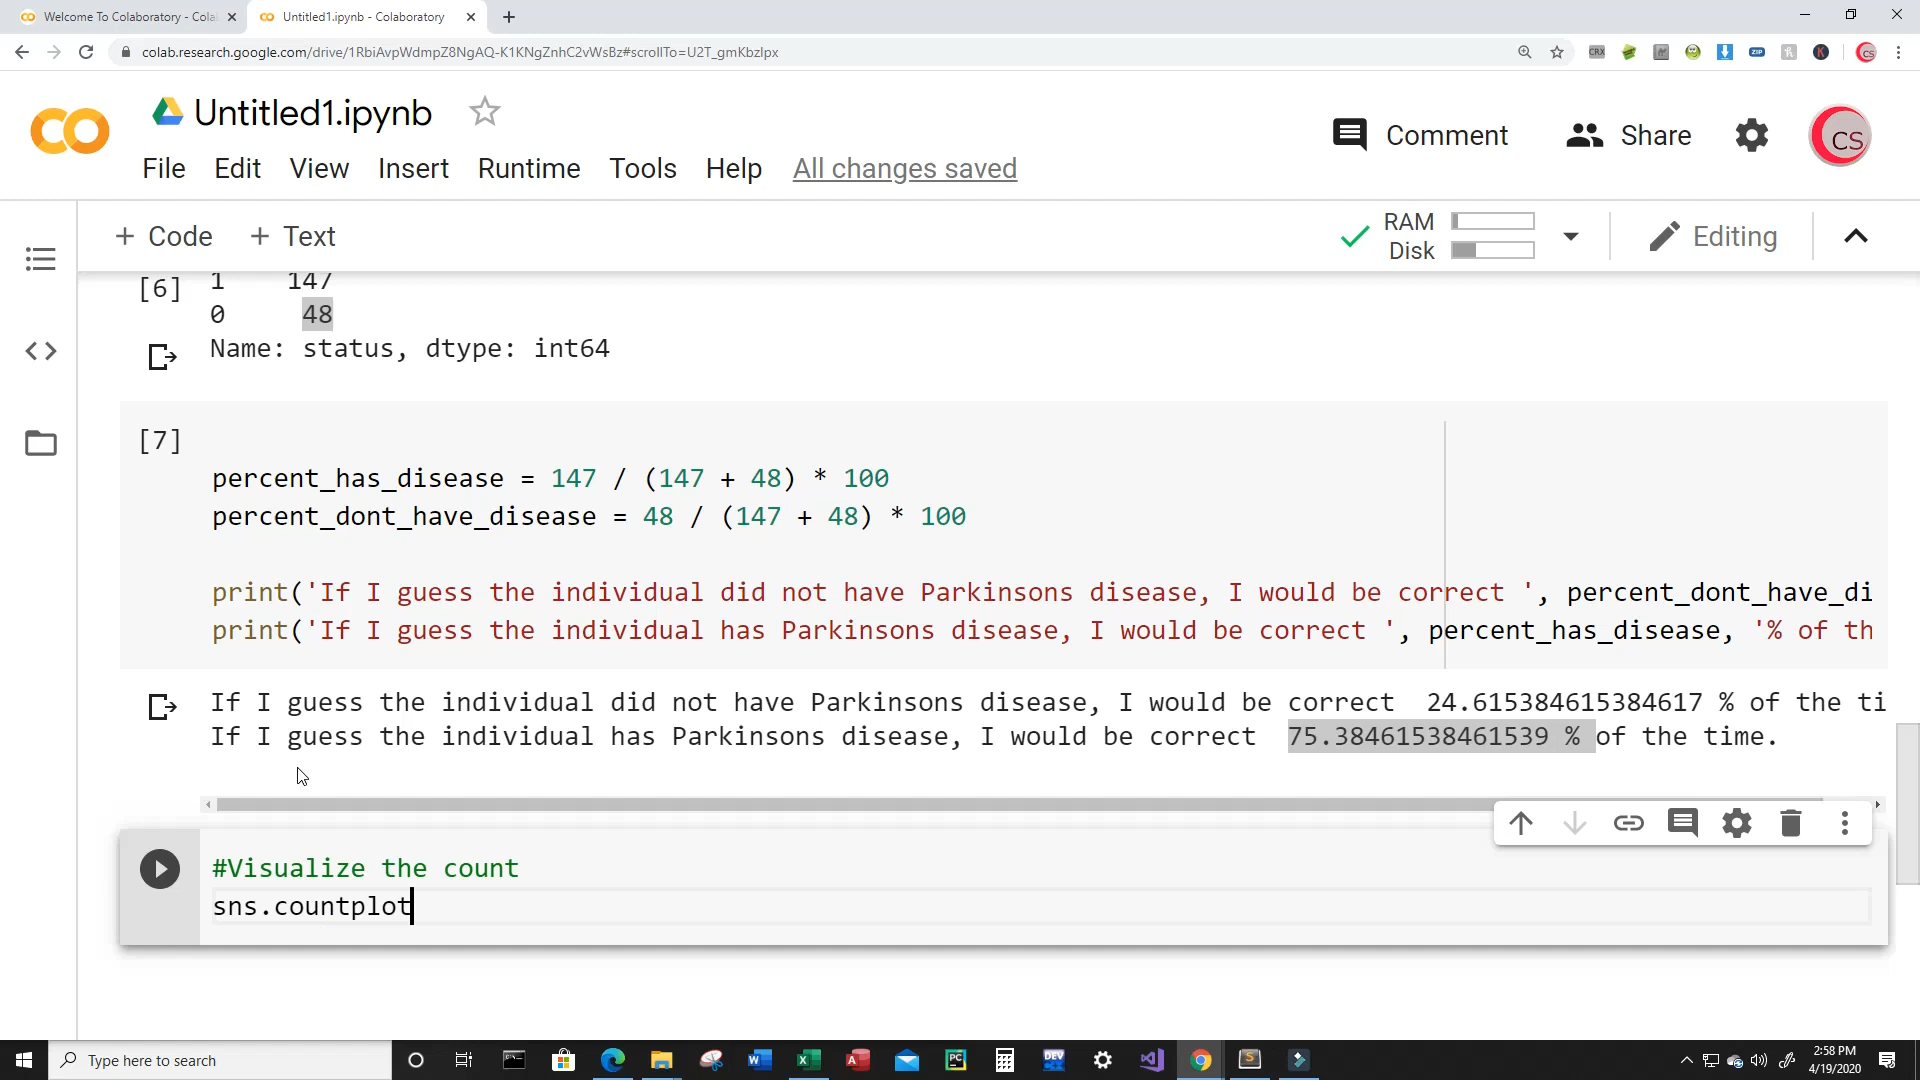 Welcome To Colaboratory - Cola
Untitled1.ipynb - Colaboratory
colab.research.google.com/drive/1RbiAvpWdmpZ8NgAQ-K1KNgZnhC2vWsBz#scrollTo=U2T_gmKbzIpx
CRX
ZIP
K
CS
Untitled1.ipynb
Comment
Share
CS
File Edit View Insert Runtime Tools Help All changes saved
+ Code + Text
RAM
Disk
Editing
[6] 1 147
0 48
Name: status, dtype: int64
[7]
percent_has_disease = 147 / (147 + 48) * 100
percent_dont_have_disease = 48 / (147 + 48) * 100
print('If I guess the individual did not have Parkinsons disease, I would be correct ', percent_dont_have_di
print('If I guess the individual has Parkinsons disease, I would be correct ', percent_has_disease, '% of th
If I guess the individual did not have Parkinsons disease, I would be correct  24.615384615384617 % of the ti
If I guess the individual has Parkinsons disease, I would be correct  75.38461538461539 % of the time.
#Visualize the count
sns.countplot
Type here to search
PC
DEV
2:58 PM
4/19/2020